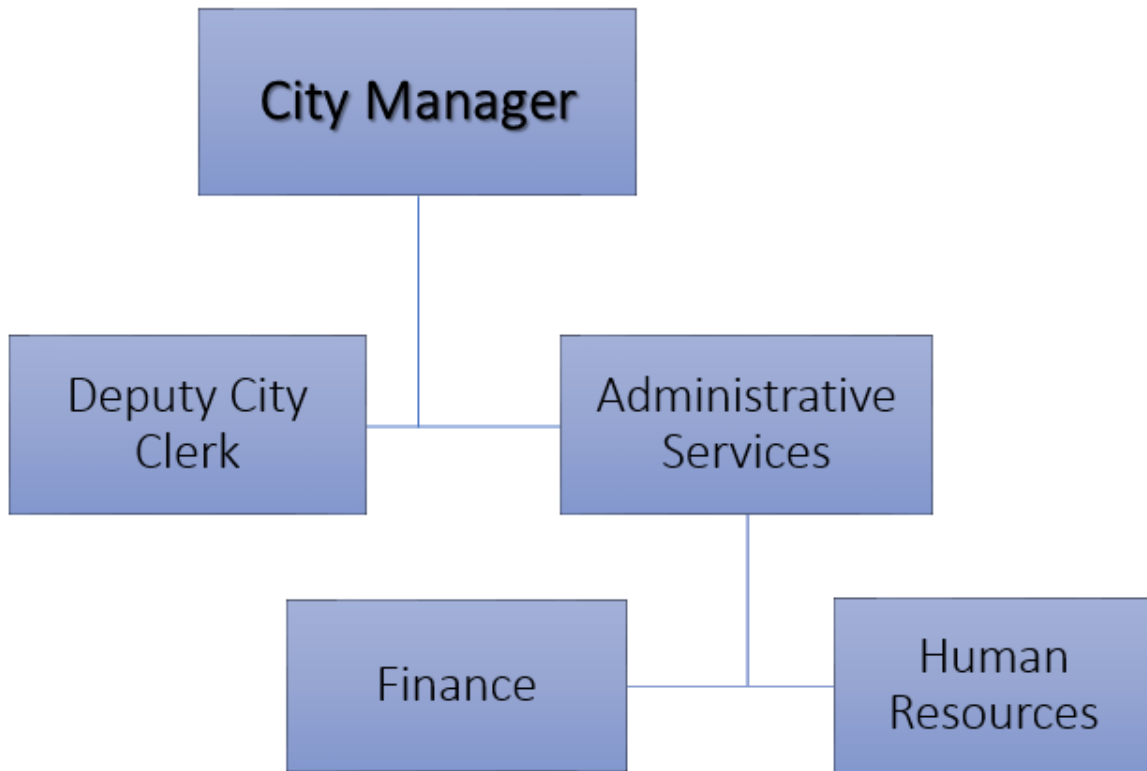 City Manager
Deputy City
Clerk
Administrative
Services
Finance
Human
Resources